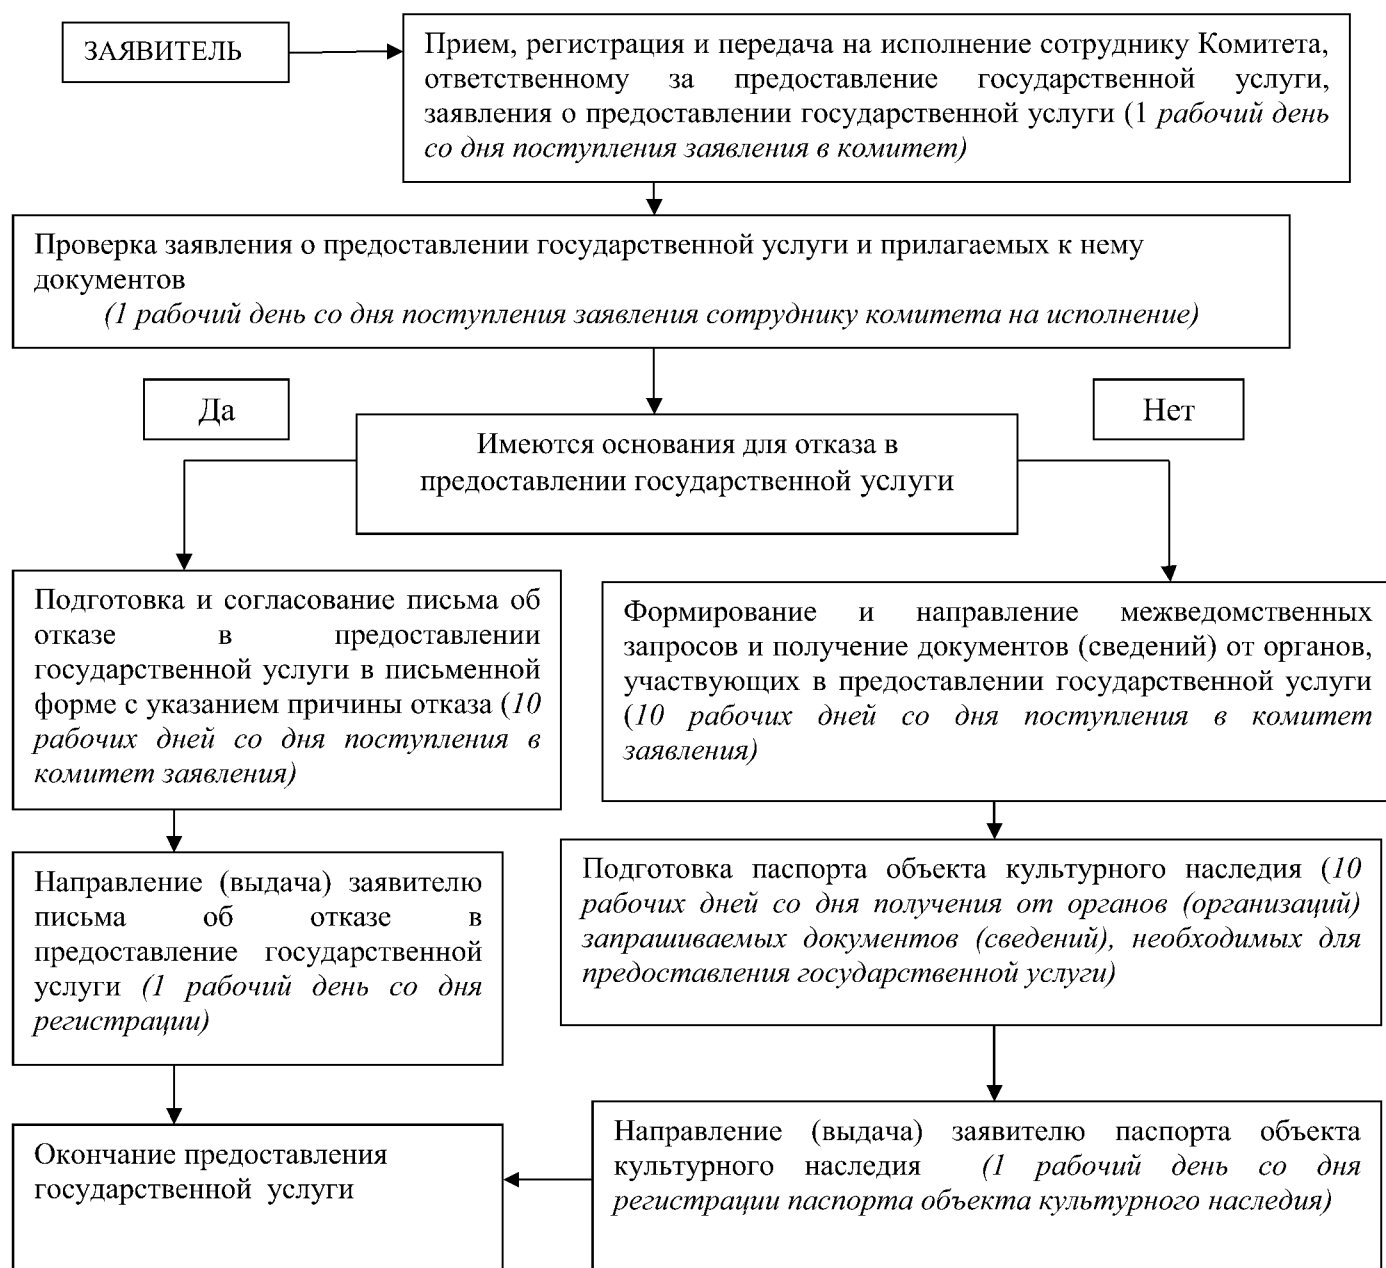 ЗАЯВИТЕЛЬ
Прием, регистрация и передача на исполнение сотруднику Комитета,
ответственному за предоставление государственной услуги,
заявления о предоставлении государственной услуги (1 рабочий день
со дня поступления заявления в комитет)
Проверка заявления о предоставлении государственной услуги и прилагаемых к нему
документов
(1 рабочий день со дня поступления заявления сотруднику комитета на исполнение)
Да
Нет
Имеются основания для отказа в
предоставлении государственной услуги
Подготовка и согласование письма об
отказе в предоставлении
государственной услуги в письменной
форме с указанием причины отказа (10
рабочих дней со дня поступления в
комитет заявления)
Формирование и направление межведомственных
запросов и получение документов (сведений) от органов,
участвующих в предоставлении государственной услуги
(10 рабочих дней со дня поступления в комитет
заявления)
Направление (выдача) заявителю
письма об отказе в
предоставление государственной
услуги (1 рабочий день со дня
регистрации)
Подготовка паспорта объекта культурного наследия (10
рабочих дней со дня получения от органов (организаций)
запрашиваемых документов (сведений), необходимых для
предоставления государственной услуги)
Окончание предоставления
государственной услуги
Направление (выдача) заявителю паспорта объекта
культурного наследия (1 рабочий день со дня
регистрации паспорта объекта культурного наследия)